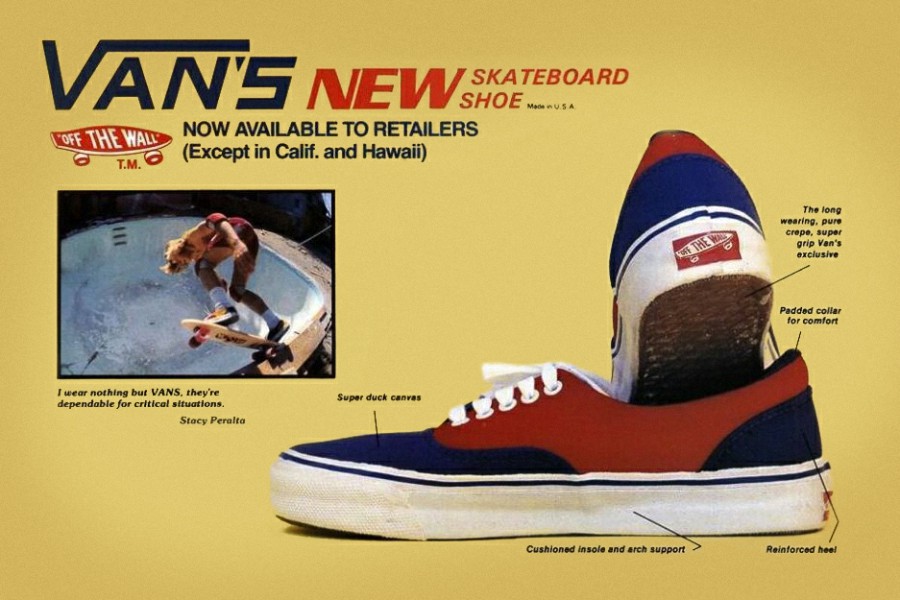 VAN'S NEW SKATEBOARD
SHOE Made in U.S.A.
"OFF THE WALL"
T.M.
NOW AVAILABLE TO RETAILERS
(Except in Calif. and Hawaii)
I wear nothing but VANS, they're
dependable for critical situations.
Stacy Peralta
Super duck canvas
"OFF THE WALL"
The long
wearing, pure
crepe, super
grip Van's
exclusive
Padded collar
for comfort
Cushioned insole and arch support
Reinforced heel